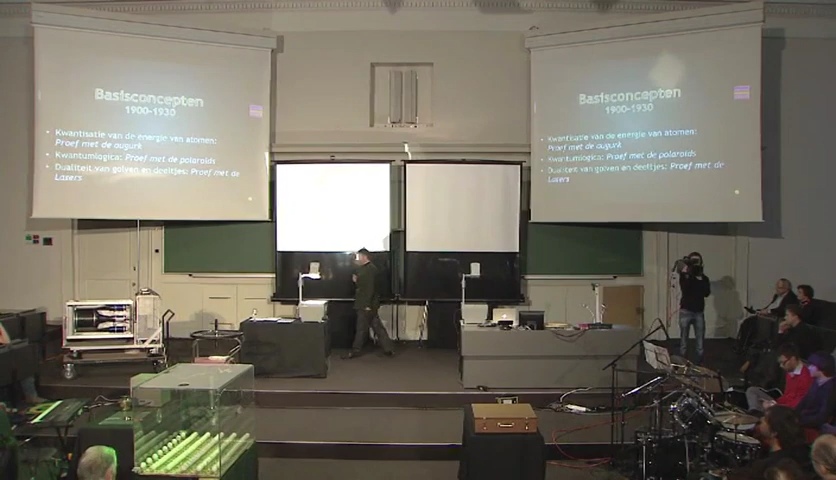 Basisconcepten
1900-1930
• Kwantisatie van de energie van atomen:
Proef met de augurk
• Kwantumlogica: Proef met de polaroids
• Dualiteit van golven en deeltjes: Proef met de
Lasers
Basisconcepten
1900-1930
• Kwantisatie van de energie van atomen:
Proef met de augurk
• Kwantumlogica: Proef met de polaroids
• Dualiteit van golven en deeltjes: Proef met de
Lasers